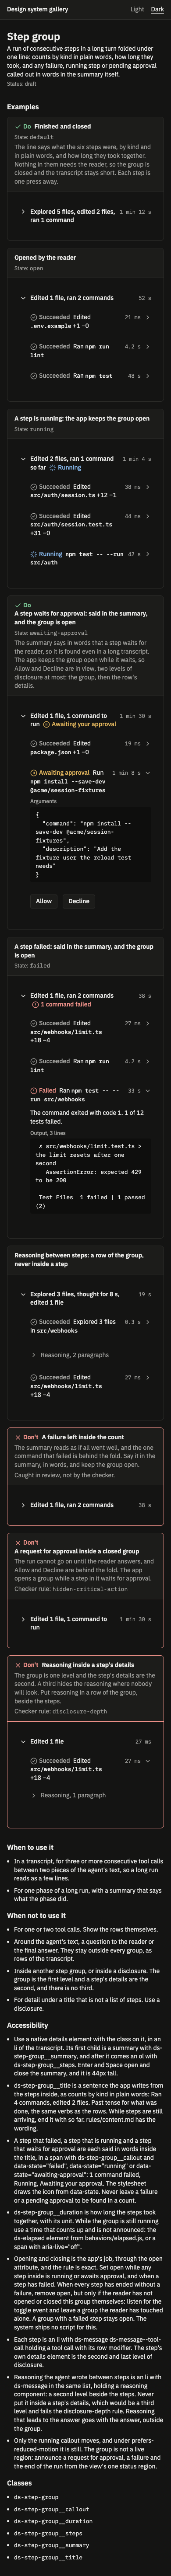 Design system gallery
Light Dark
Step group
A run of consecutive steps in a long turn folded under
one line: counts by kind in plain words, how long they
took, and any failure, running step or pending approval
called out in words in the summary itself.
Status: draft
Examples
Do Finished and closed
State: default
The line says what the six steps were, by kind and
in plain words, and how long they took together.
Nothing in them needs the reader, so the group is
closed and the transcript stays short. Each step is
one press away.
Explored 5 files, edited 2 files, 1 min 12 s
ran 1 command
Opened by the reader
State: open
Edited 1 file, ran 2 commands 52 s
Succeeded Edited 21 ms
.env.example +1 −0
Succeeded Ran npm run 4.2 s
lint
Succeeded Ran npm test 48 s
A step is running: the app keeps the group open
State: running
Edited 2 files, ran 1 command 1 min 4 s
so far Running
Succeeded Edited 38 ms
src/auth/session.ts +12 −1
Succeeded Edited 44 ms
src/auth/session.test.ts
+31 −0
Running npm test -- --run 42 s
src/auth
Do
A step waits for approval: said in the summary,
and the group is open
State: awaiting-approval
The summary says in words that a step waits for
the reader, so it is found even in a long transcript.
The app keeps the group open while it waits, so
Allow and Decline are in view, two levels of
disclosure at most: the group, then the row's
details.
Edited 1 file, 1 command to 1 min 30 s
run Awaiting your approval
Succeeded Edited 19 ms
package.json +1 −0
Awaiting approval Run 1 min 8 s
npm install --save-dev
@acme/session-fixtures
Arguments
{
"command": "npm install --
save-dev @acme/session-
fixtures",
"description": "Add the
fixture user the reload test
needs"
}
Allow Decline
A step failed: said in the summary, and the group
is open
State: failed
Edited 1 file, ran 2 commands 38 s
1 command failed
Succeeded Edited 27 ms
src/webhooks/limit.ts
+18 −4
Succeeded Ran npm run 4.2 s
lint
Failed Ran npm test -- -- 33 s
run src/webhooks
The command exited with code 1. 1 of 12
tests failed.
Output, 3 lines
✗ src/webhooks/limit.test.ts >
the limit resets after one
second
AssertionError: expected 429
to be 200
Test Files 1 failed | 1 passed
(2)
Reasoning between steps: a row of the group,
never inside a step
Explored 3 files, thought for 8 s, 19 s
edited 1 file
Succeeded Explored 3 files 8.3 s
in src/webhooks
Reasoning, 2 paragraphs
Succeeded Edited 27 ms
src/webhooks/limit.ts
+18 −4
Don't A failure left inside the count
The summary reads as if all went well, and the one
command that failed is behind the fold. Say it in the
summary, in words, and keep the group open.
Caught in review, not by the checker.
Edited 1 file, ran 2 commands 38 s
Don't
A request for approval inside a closed group
The run cannot go on until the reader answers, and
Allow and Decline are behind the fold. The app
opens a group while a step in it waits for approval.
Checker rule: hidden-critical-action
Edited 1 file, 1 command to 1 min 30 s
run
Don't Reasoning inside a step's details
The group is one level and the step's details are the
second. A third hides the reasoning where nobody
will look. Put reasoning in a row of the group,
beside the steps.
Checker rule: disclosure-depth
Edited 1 file 27 ms
Succeeded Edited 27 ms
src/webhooks/limit.ts
+18 −4
Reasoning, 1 paragraph
When to use it
In a transcript, for three or more consecutive tool calls
between two pieces of the agent's text, so a long run
reads as a few lines.
For one phase of a long run, with a summary that says
what the phase did.
When not to use it
For one or two tool calls. Show the rows themselves.
Around the agent's text, a question to the reader or
the final answer. They stay outside every group, as
rows of the transcript.
Inside another step group, or inside a disclosure. The
group is the first level and a step's details are the
second, and there is no third.
For detail under a title that is not a list of steps. Use a
disclosure.
Accessibility
Use a native details element with the class on it, in an
li of the transcript. Its first child is a summary with ds-
step-group__summary, and after it comes an ol with
ds-step-group__steps. Enter and Space open and
close the summary, and it is 44px tall.
ds-step-group__title is a sentence the app writes from
the steps inside, as counts by kind in plain words: Ran
4 commands, edited 2 files. Past tense for what was
done, the same verbs as the rows. While steps are still
arriving, end it with so far. rules/content.md has the
wording.
A step that failed, a step that is running and a step
that waits for approval are said in words inside the
title, in a span with ds-step-group__callout and
data-state="failed", data-state="running" or data-
state="awaiting-approval": 1 command failed,
Running, Awaiting your approval. The stylesheet
draws the icon from data-state. Never leave a failure
or a pending approval to be found in a count.
ds-step-group__duration is how long the steps took
together, with its unit. While the group is still running
use a time that counts up and is not announced: the
ds-elapsed element from behaviors/elapsed.js, or a
span with aria-live="off".
Opening and closing is the app's job, through the open
attribute, and the rule is exact. Set open while any
step inside is running or awaits approval, and when a
step has failed. When every step has ended without a
failure, remove open, but only if the reader has not
opened or closed this group themselves: listen for the
toggle event and leave a group the reader has touched
alone. A group with a failed step stays open. The
system ships no script for this.
Each step is an li with ds-message ds-message--tool-
call holding a tool call with its row modifier. The step's
own details element is the second and last level of
disclosure.
Reasoning the agent wrote between steps is an li with
ds-message in the same list, holding a reasoning
component: a second level beside the steps. Never
put it inside a step's details, which would be a third
level and fails the disclosure-depth rule. Reasoning
that leads to the answer goes with the answer, outside
the group.
Only the running callout moves, and under prefers-
reduced-motion it is still. The group is not a live
region: announce a request for approval, a failure and
the end of the run from the view's one status region.
Classes
ds-step-group
ds-step-group__callout
ds-step-group__duration
ds-step-group__steps
ds-step-group__summary
ds-step-group__title